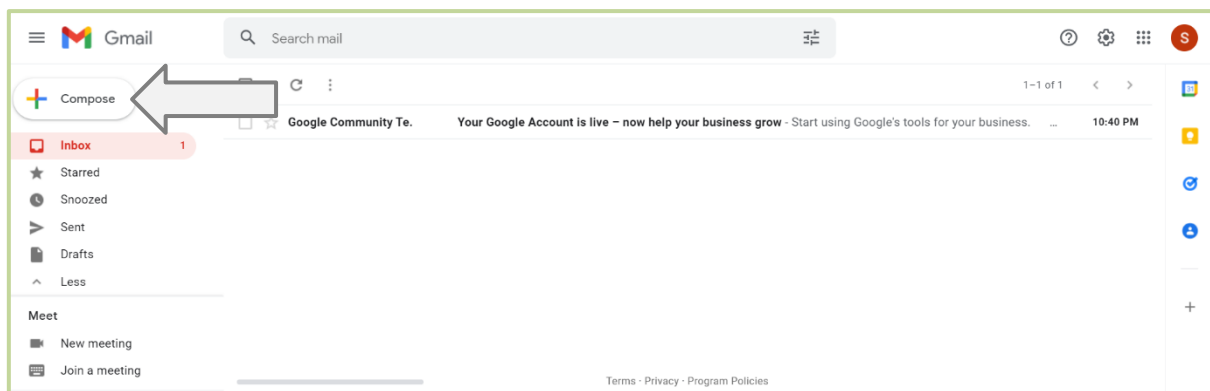 Gmail
Search mail
S
Compose
1–1 of 1
31
Google Community Te. Your Google Account is live – now help your business grow - Start using Google's tools for your business. ... 10:40 PM
Inbox 1
Starred
Snoozed
Sent
Drafts
Less
Meet
New meeting
Join a meeting
Terms · Privacy · Program Policies